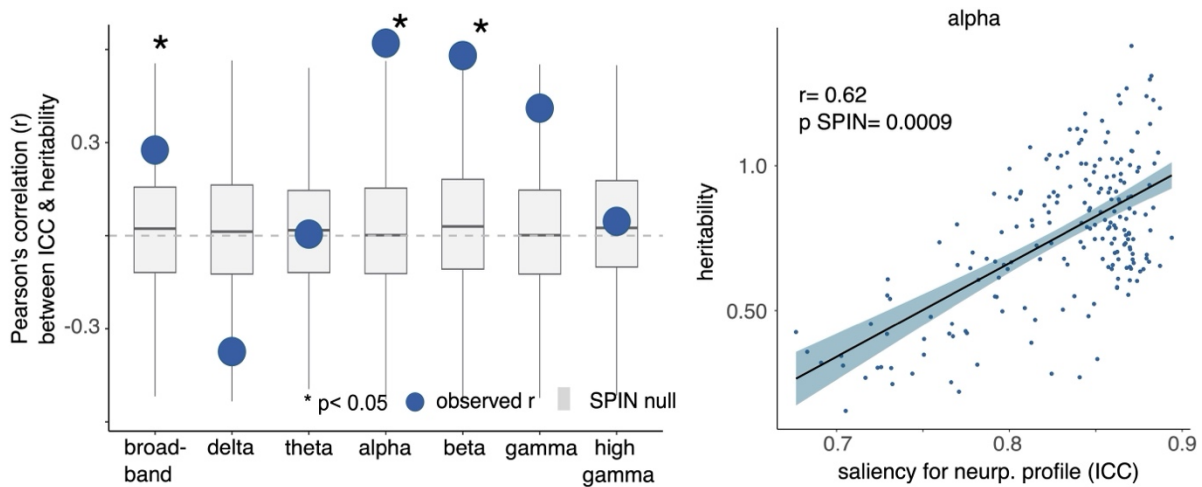 Pearson's correlation (r)
between ICC & heritability
0.3
-0.3
*
*
*
* p< 0.05
observed r
SPIN null
broad-
band
delta
theta
alpha
beta
gamma
high
gamma
alpha
r= 0.62
p SPIN= 0.0009
heritability
1.0
0.50
0.7
0.8
0.9
saliency for neurp. profile (ICC)